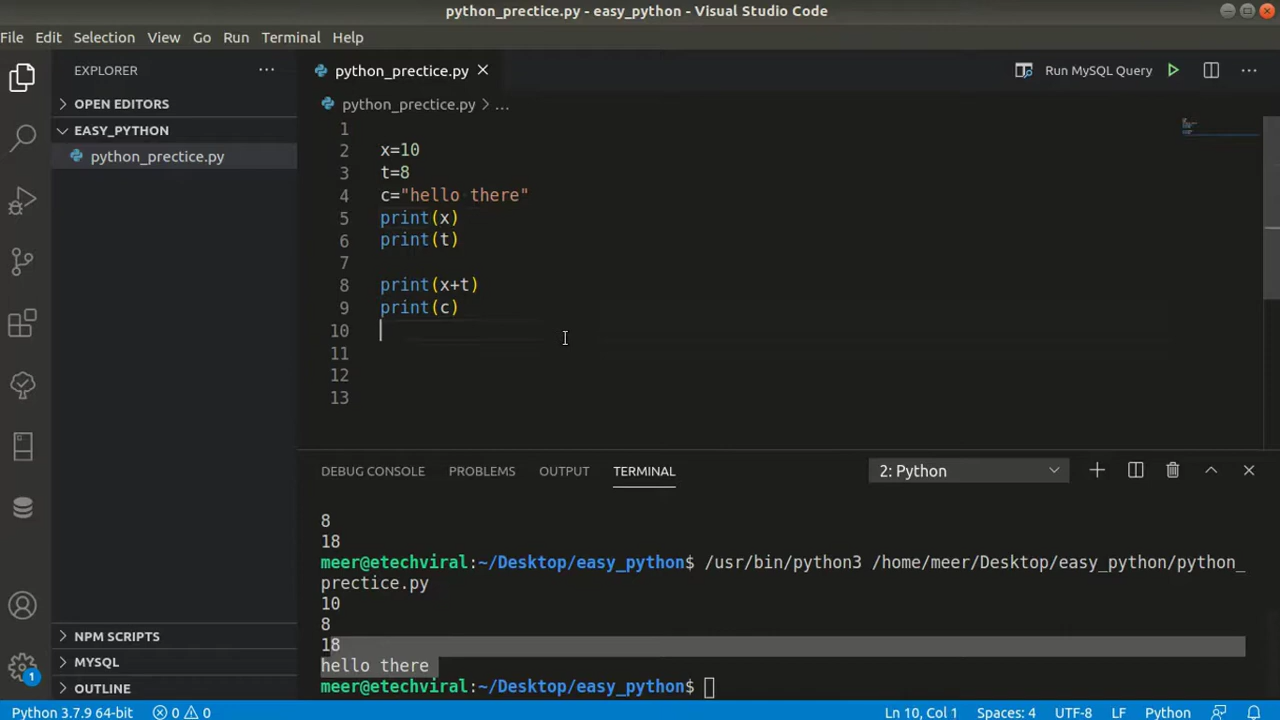 python_prectice.py - easy_python - Visual Studio Code
File Edit Selection View Go Run Terminal Help
EXPLORER
python_prectice.py
Run MySQL Query
OPEN EDITORS
python_prectice.py > ...
EASY_PYTHON
python_prectice.py
1
2 x=10
3 t=8
4 c="hello there"
5 print(x)
6 print(t)
7
8 print(x+t)
9 print(c)
10
11
12
13
DEBUG CONSOLE PROBLEMS OUTPUT TERMINAL 2: Python
8
18
meer@etechviral:~/Desktop/easy_python$ /usr/bin/python3 /home/meer/Desktop/easy_python/python_
prectice.py
10
8
18
hello there
meer@etechviral:~/Desktop/easy_python$
NPM SCRIPTS
MYSQL
OUTLINE
1
Python 3.7.9 64-bit 0 0 Ln 10, Col 1 Spaces: 4 UTF-8 LF Python